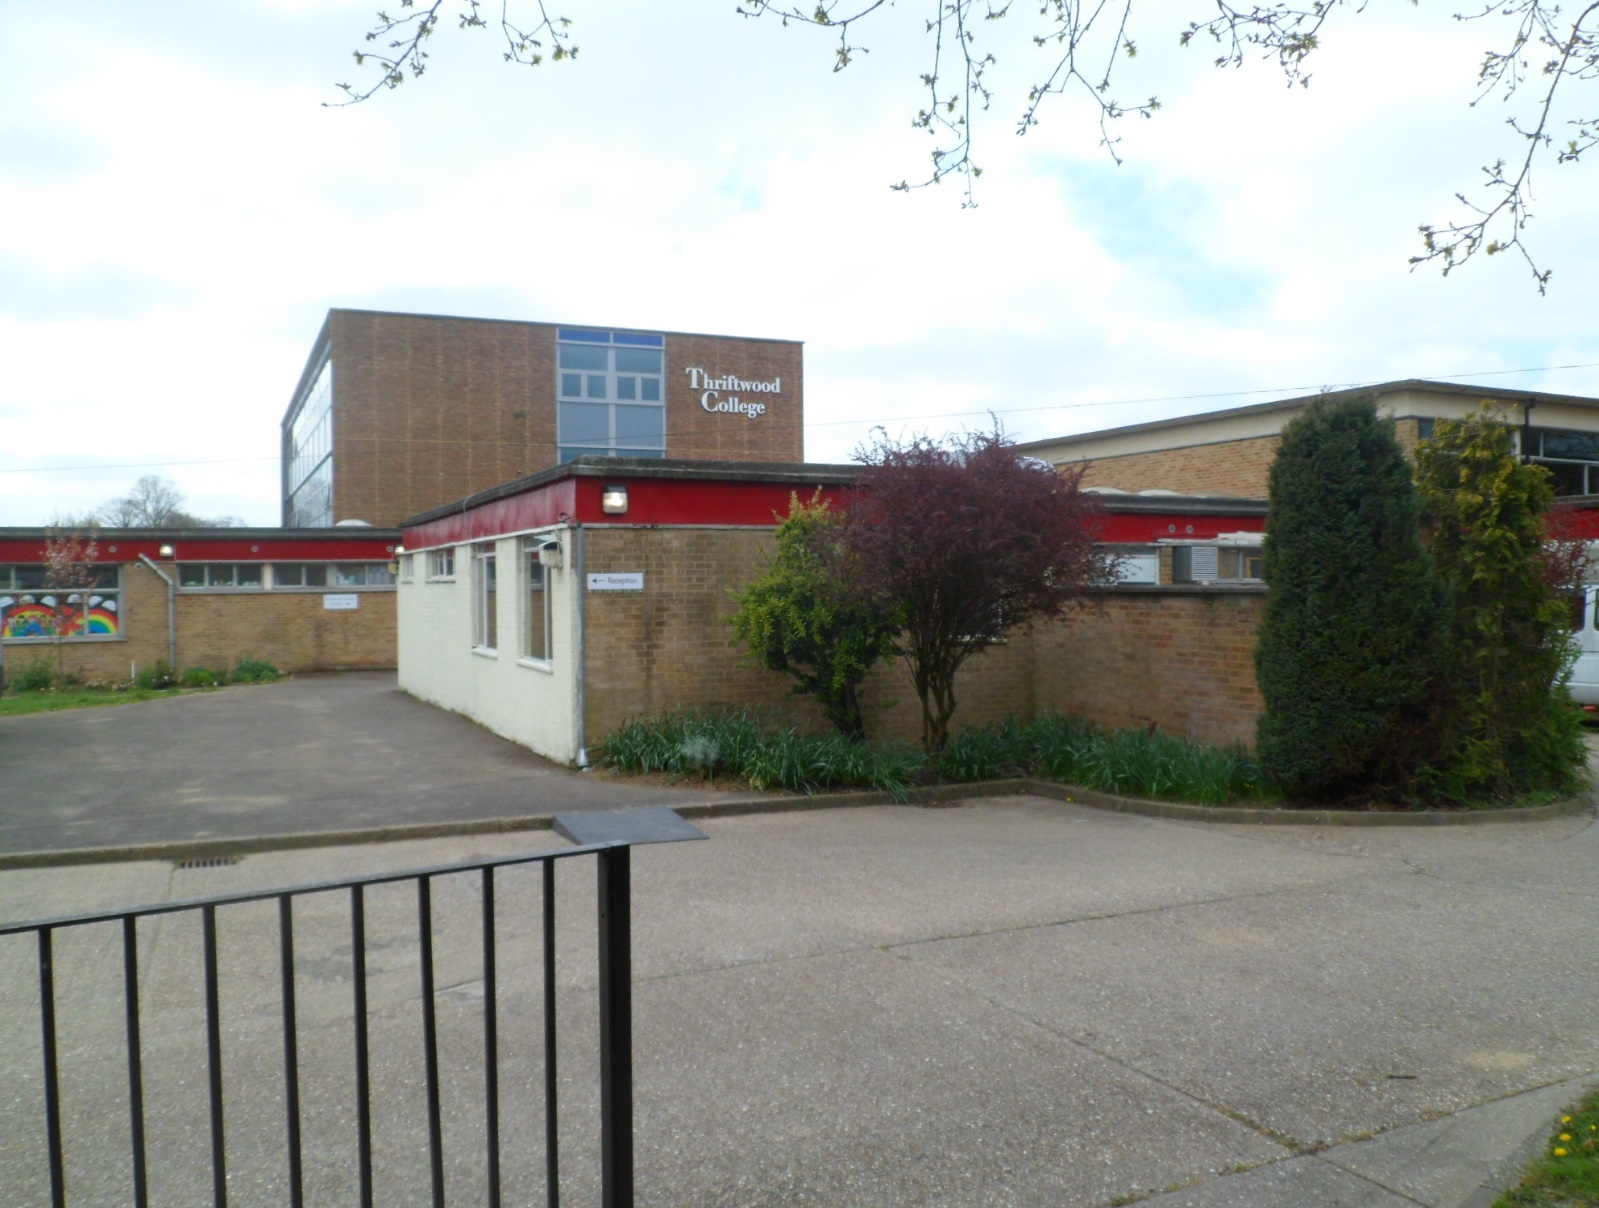 Thriftwood
College
← Reception